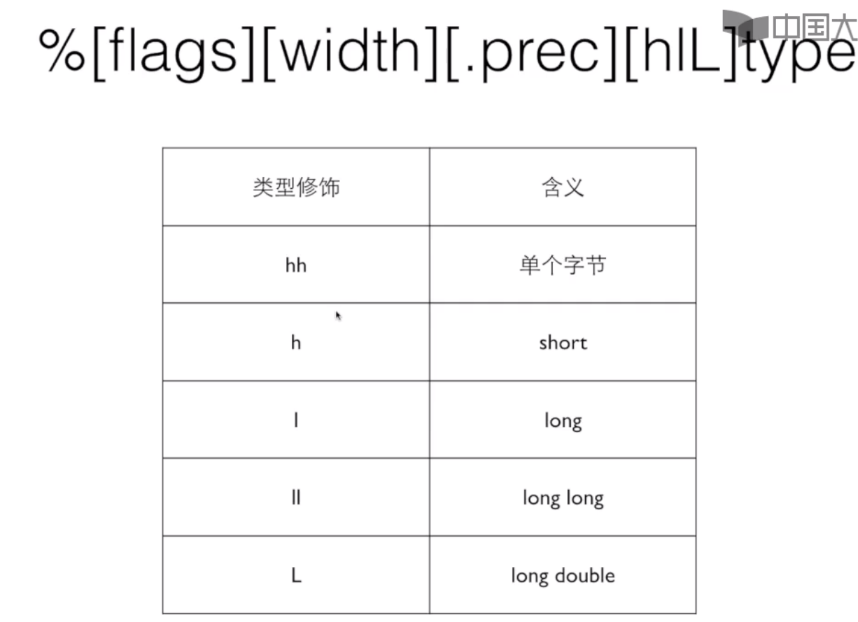 中国大
%[flags][width][.prec][hlL]type
类型修饰 含义
hh 单个字节
h short
l long
ll long long
L long double